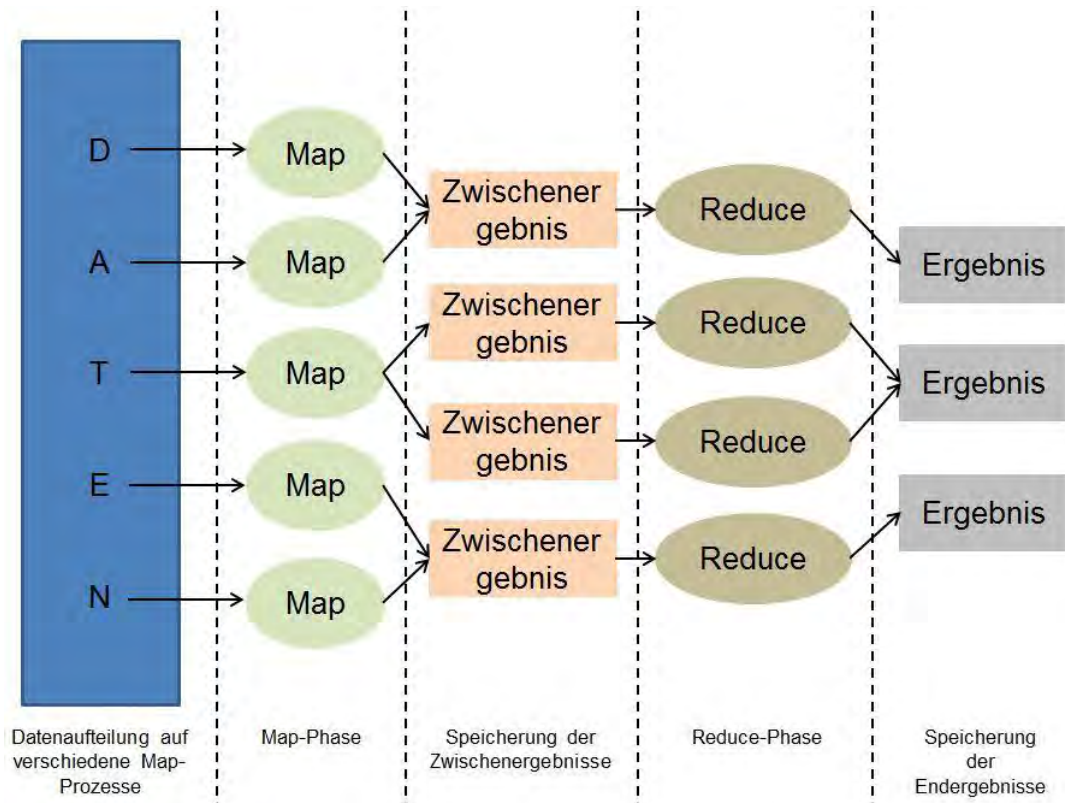 D
A
T
E
N
Map
Map
Map
Map
Map
Zwischener
gebnis
Zwischener
gebnis
Zwischener
gebnis
Zwischener
gebnis
Reduce
Reduce
Reduce
Reduce
Ergebnis
Ergebnis
Ergebnis
Datenaufteilung auf
verschiedene Map-
Prozesse
Map-Phase
Speicherung der
Zwischenergebnisse
Reduce-Phase
Speicherung
der
Endergebnisse